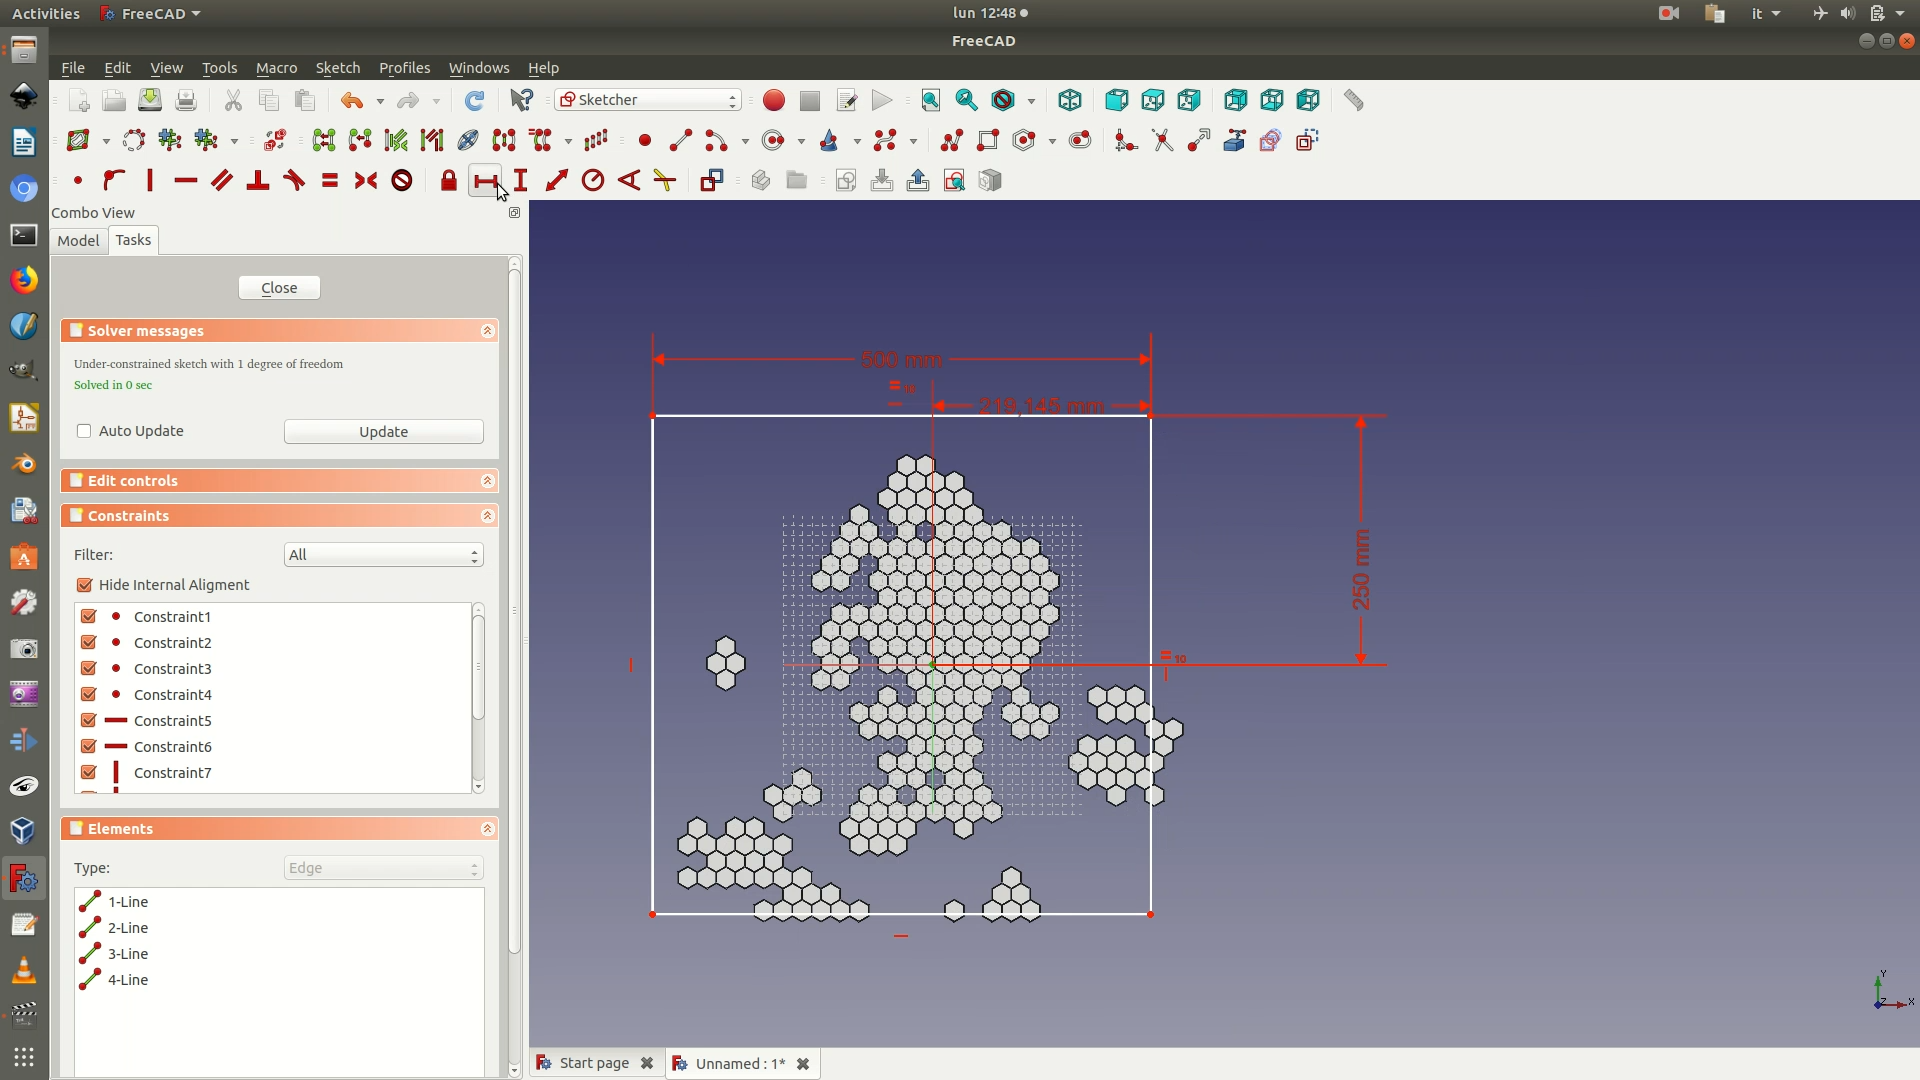 Activities FreeCAD lun 12:48 it
FreeCAD
File Edit View Tools Macro Sketch Profiles Windows Help
Sketcher
Combo View
Model Tasks
Close
Solver messages
Under-constrained sketch with 1 degree of freedom
Solved in 0 sec
Auto Update Update
Edit controls
Constraints
Filter: All
Hide Internal Aligment
Constraint1
Constraint2
Constraint3
Constraint4
Constraint5
Constraint6
Constraint7
Elements
Type: Edge
1-Line
2-Line
3-Line
4-Line
500 mm
10
219,145 mm
250 mm
10
Y
Z X
Start page Unnamed : 1*